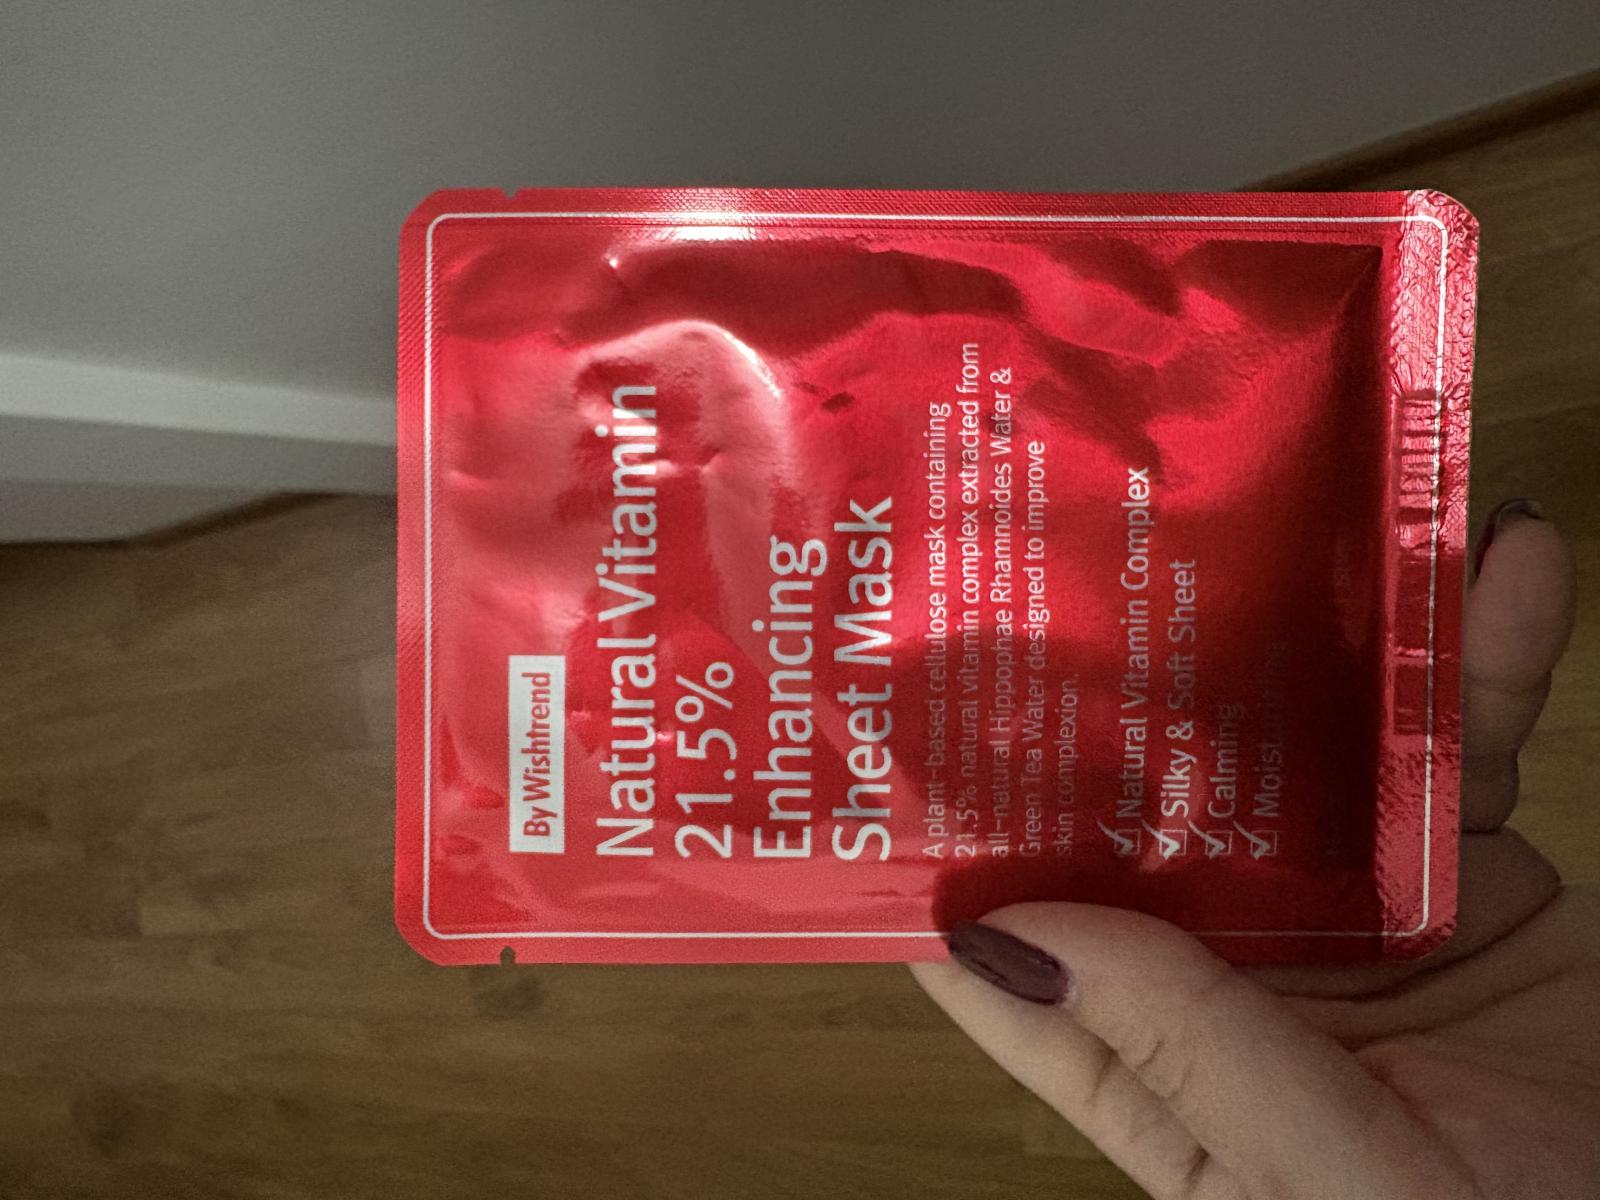 By Wishtrend
Natural Vitamin
21.5%
Enhancing
Sheet Mask
A plant-based cellulose mask containing
21.5% natural vitamin complex extracted from
all-natural Hippophae Rhamnoides Water &
Green Tea Water designed to improve
skin complexion.
Natural Vitamin Complex
Silky & Soft Sheet
Calming
Moisturizing